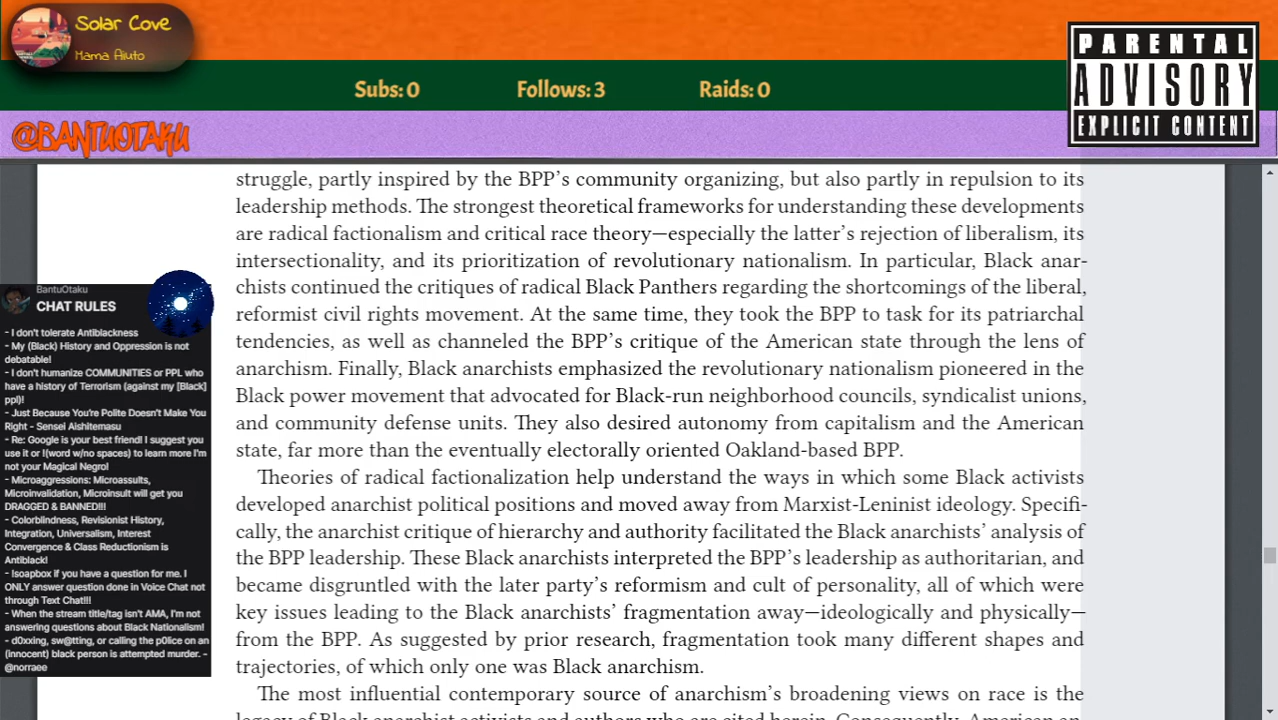 Solar Cove
Mama Aiuto
PARENTAL
ADVISORY
EXPLICIT CONTENT
Subs: 0
Follows: 3
Raids: 0
@BANTUOTAKU
struggle, partly inspired by the BPP's community organizing, but also partly in repulsion to its
leadership methods. The strongest theoretical frameworks for understanding these developments
are radical factionalism and critical race theory—especially the latter's rejection of liberalism, its
intersectionality, and its prioritization of revolutionary nationalism. In particular, Black anar-
chists continued the critiques of radical Black Panthers regarding the shortcomings of the liberal,
reformist civil rights movement. At the same time, they took the BPP to task for its patriarchal
tendencies, as well as channeled the BPP's critique of the American state through the lens of
anarchism. Finally, Black anarchists emphasized the revolutionary nationalism pioneered in the
Black power movement that advocated for Black-run neighborhood councils, syndicalist unions,
and community defense units. They also desired autonomy from capitalism and the American
state, far more than the eventually electorally oriented Oakland-based BPP.
Theories of radical factionalization help understand the ways in which some Black activists
developed anarchist political positions and moved away from Marxist-Leninist ideology. Specifi-
cally, the anarchist critique of hierarchy and authority facilitated the Black anarchists' analysis of
the BPP leadership. These Black anarchists interpreted the BPP's leadership as authoritarian, and
became disgruntled with the later party's reformism and cult of personality, all of which were
key issues leading to the Black anarchists' fragmentation away—ideologically and physically—
from the BPP. As suggested by prior research, fragmentation took many different shapes and
trajectories, of which only one was Black anarchism.
The most influential contemporary source of anarchism's broadening views on race is the
legacy of Black anarchist activists and authors who are cited herein. Consequently, American an-
BantuOtaku
CHAT RULES
- I don't tolerate Antiblackness
- My (Black) History and Oppression is not
debatable!
- I don't humanize COMMUNITIES or PPL who
have a history of Terrorism (against my [Black]
ppl)!
- Just Because You're Polite Doesn't Make You
Right - Sensei Aishitemasu
- Re: Google is your best friend! I suggest you
use it or !(word w/no spaces) to learn more I'm
not your Magical Negro!
- Microaggressions: Microassults,
Microinvalidation, Microinsult will get you
DRAGGED & BANNED!!!
- Colorblindness, Revisionist History,
Integration, Universalism, Interest
Convergence & Class Reductionism is
Antiblack!
- !soapbox if you have a question for me. I
ONLY answer question done in Voice Chat not
through Text Chat!!!
- When the stream title/tag isn't AMA, I'm not
answering questions about Black Nationalism!
- d0xxing, sw@tting, or calling the p0lice on an
(innocent) black person is attempted murder. -
@norraee